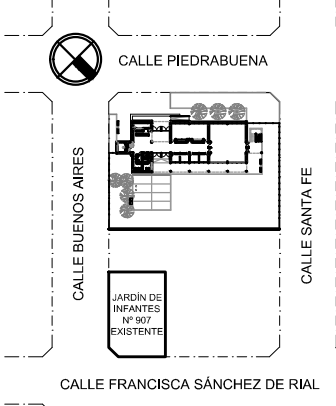 CALLE PIEDRABUENA
CALLE BUENOS AIRES
CALLE SANTA FE
JARDÍN DE
INFANTES
Nº 907
EXISTENTE
CALLE FRANCISCA SÁNCHEZ DE RIAL